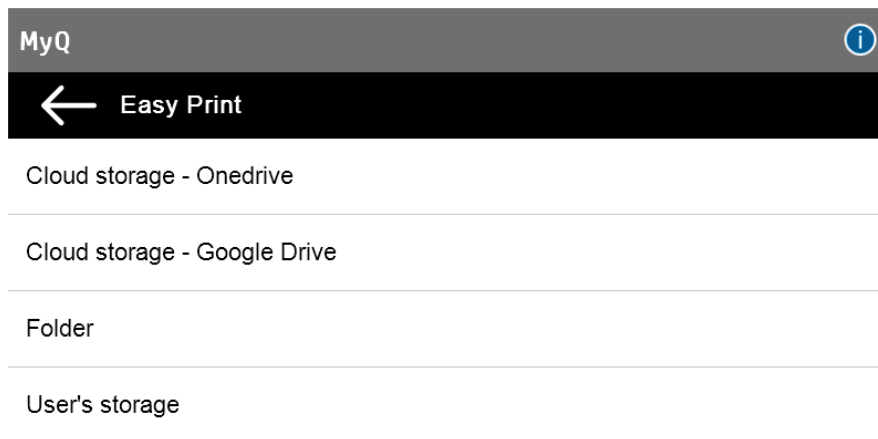 MyQ
Easy Print
Cloud storage - Onedrive
Cloud storage - Google Drive
Folder
User's storage